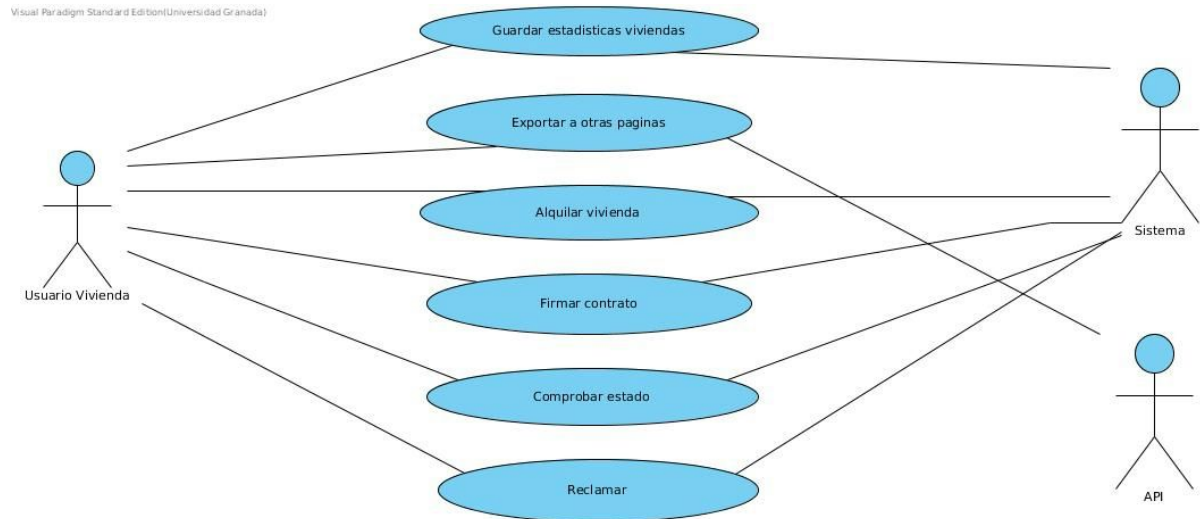 Visual Paradigm Standard Edition(Universidad Granada)
Guardar estadisticas viviendas
Exportar a otras paginas
Alquilar vivienda
Sistema
Usuario Vivienda
Firmar contrato
Comprobar estado
Reclamar
API